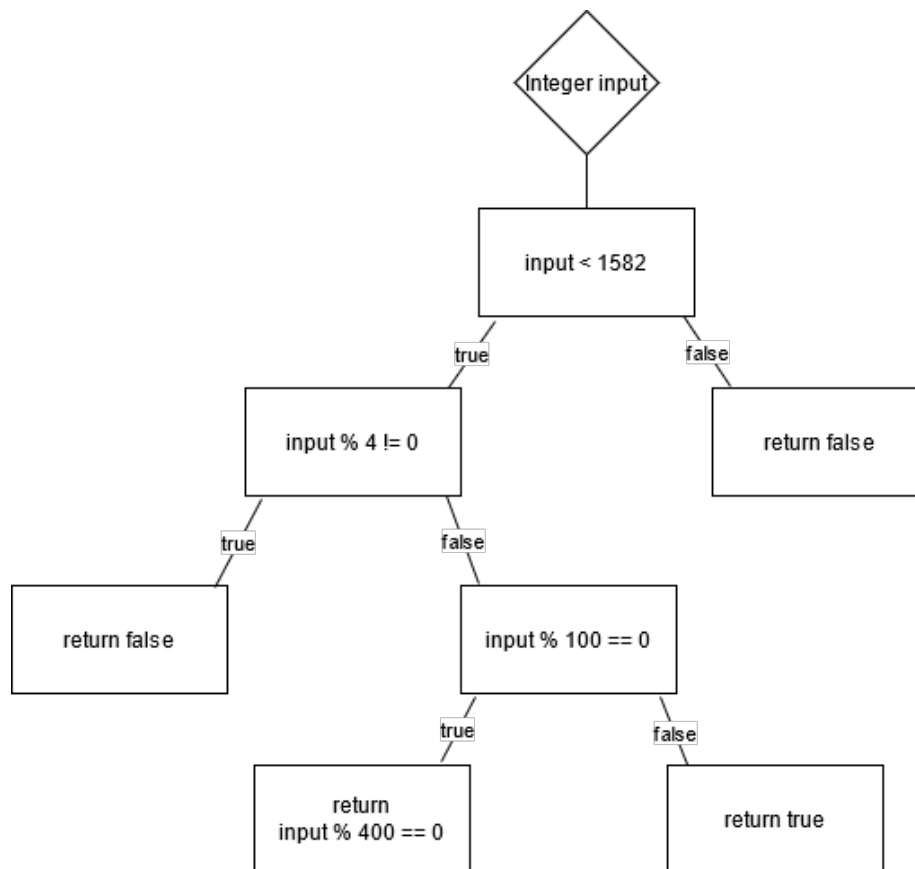 Integer input
input < 1582
true
false
input % 4 != 0
return false
true
false
return false
input % 100 == 0
true
false
return
input % 400 == 0
return true